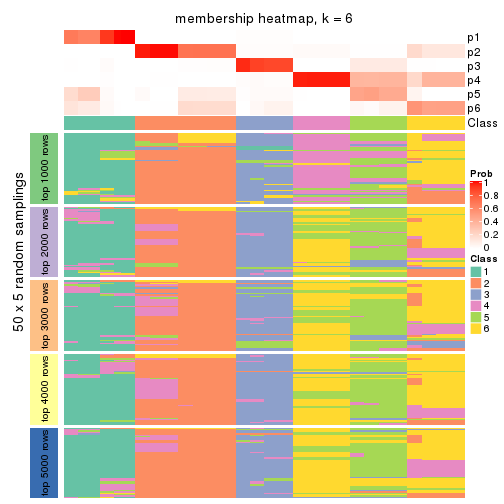 membership heatmap, k = 6
p1
p2
p3
p4
p5
p6
Class
50 x 5 random samplings
top 1000 rows
top 2000 rows
top 3000 rows
top 4000 rows
top 5000 rows
Prob
1
0.8
0.6
0.4
0.2
0
Class
1
2
3
4
5
6